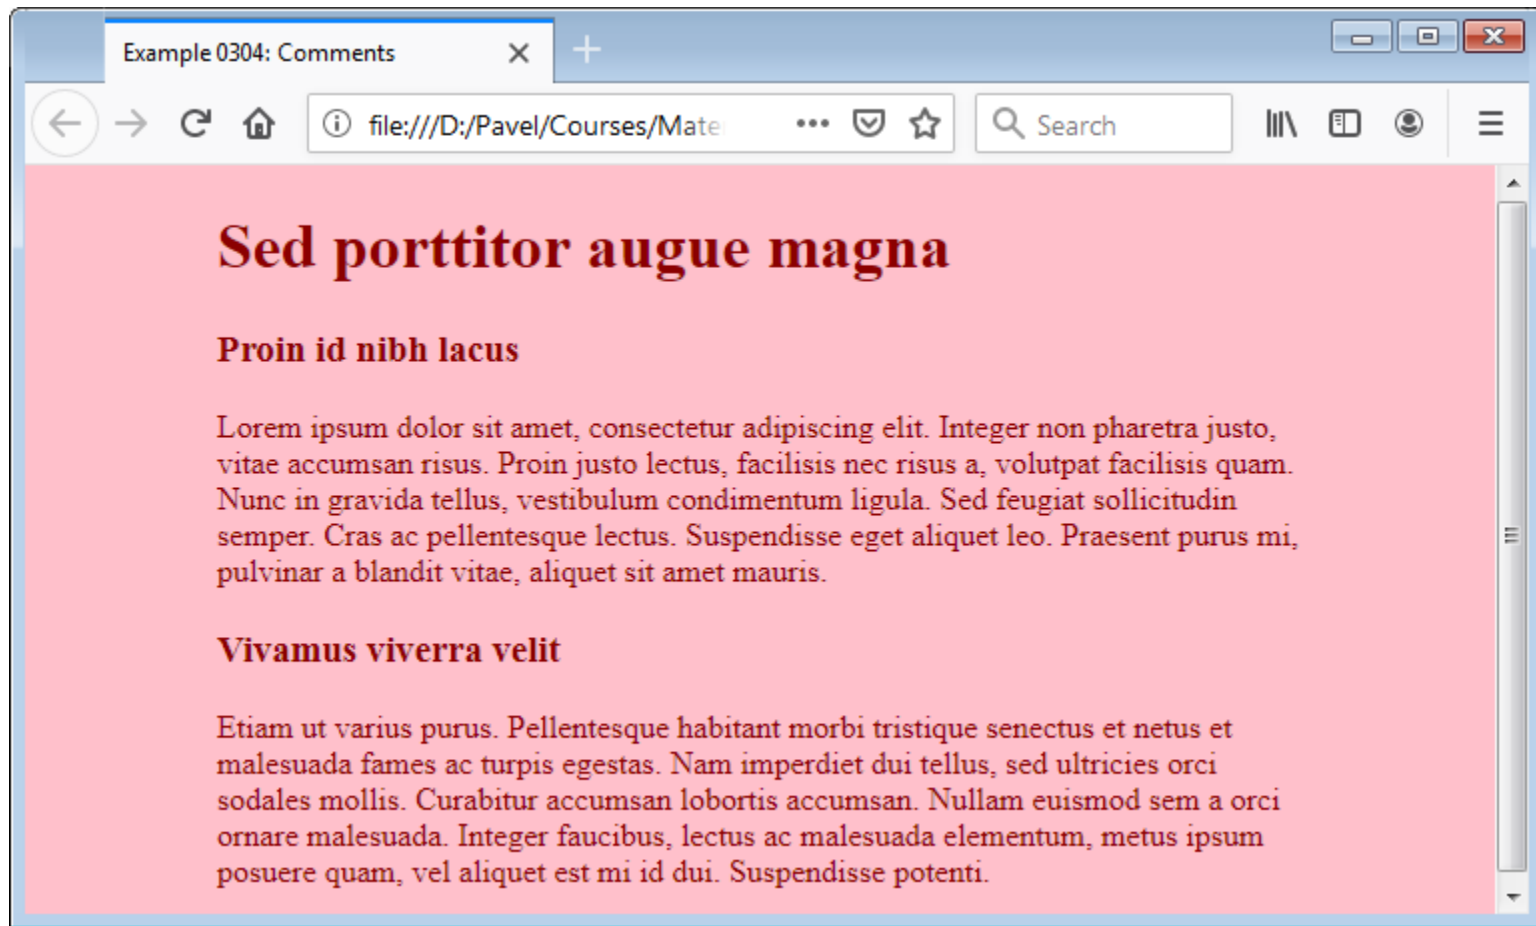 Example 0304: Comments
file:///D:/Pavel/Courses/Mate
Search
Sed porttitor augue magna
Proin id nibh lacus
Lorem ipsum dolor sit amet, consectetur adipiscing elit. Integer non pharetra justo,
vitae accumsan risus. Proin justo lectus, facilisis nec risus a, volutpat facilisis quam.
Nunc in gravida tellus, vestibulum condimentum ligula. Sed feugiat sollicitudin
semper. Cras ac pellentesque lectus. Suspendisse eget aliquet leo. Praesent purus mi,
pulvinar a blandit vitae, aliquet sit amet mauris.
Vivamus viverra velit
Etiam ut varius purus. Pellentesque habitant morbi tristique senectus et netus et
malesuada fames ac turpis egestas. Nam imperdiet dui tellus, sed ultricies orci
sodales mollis. Curabitur accumsan lobortis accumsan. Nullam euismod sem a orci
ornare malesuada. Integer faucibus, lectus ac malesuada elementum, metus ipsum
posuere quam, vel aliquet est mi id dui. Suspendisse potenti.